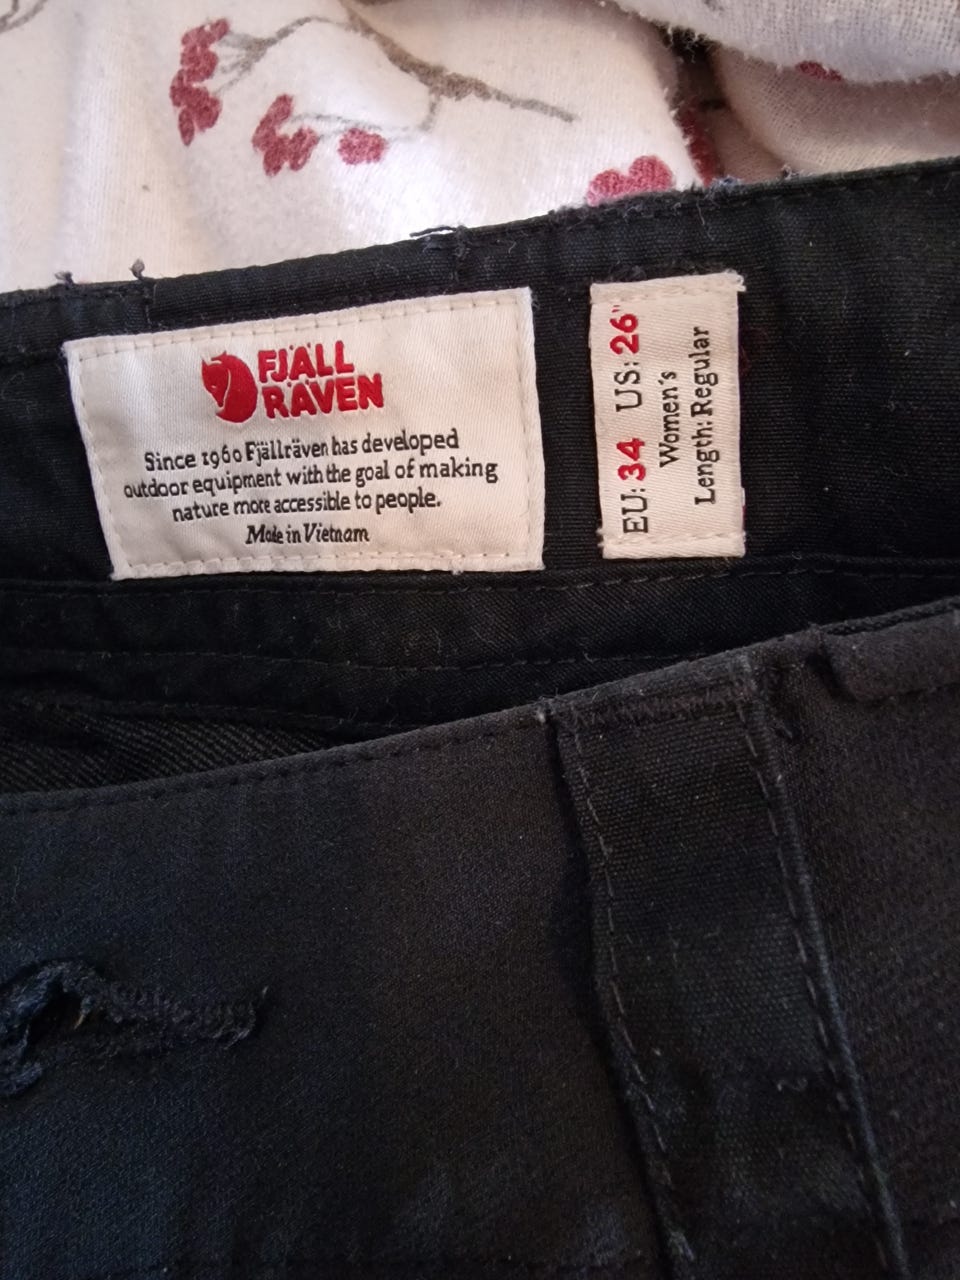 FJÄLL
RÄVEN
Since 1960 Fjällräven has developed
outdoor equipment with the goal of making
nature more accessible to people.
Made in Vietnam
EU: 34 US: 26"
Women's
Length: Regular